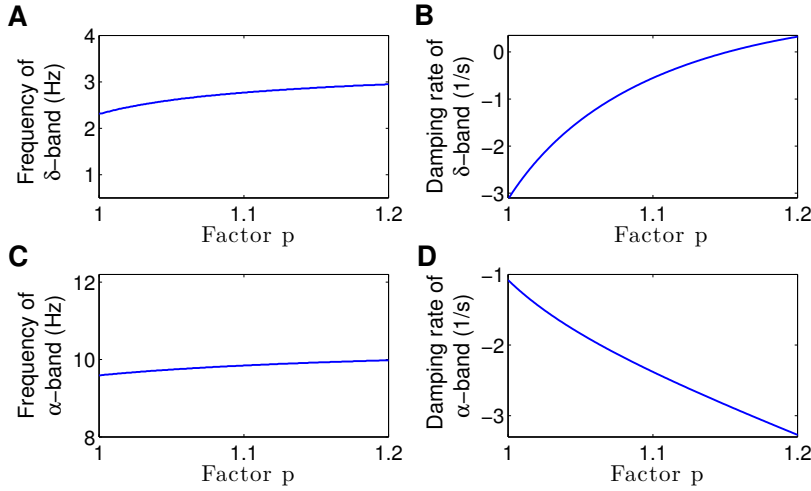 A
Frequency of
δ−band (Hz)
4
3
2
1
1
1.1
1.2
Factor p
B
Damping rate of
δ−band (1/s)
0
−1
−2
−3
1
1.1
1.2
Factor p
C
Frequency of
α−band (Hz)
12
10
8
1
1.1
1.2
Factor p
D
Damping rate of
α−band (1/s)
−1
−2
−3
1
1.1
1.2
Factor p